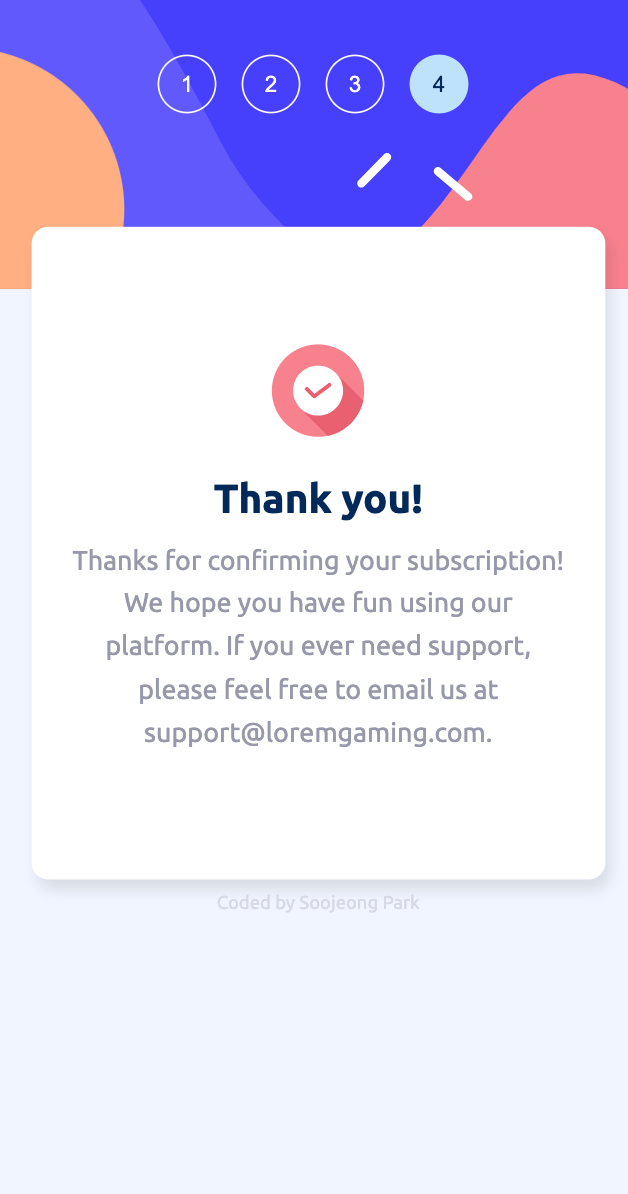 1 2 3 4
Thank you!
Thanks for confirming your subscription!
We hope you have fun using our
platform. If you ever need support,
please feel free to email us at
support@loremgaming.com.
Coded by Soojeong Park